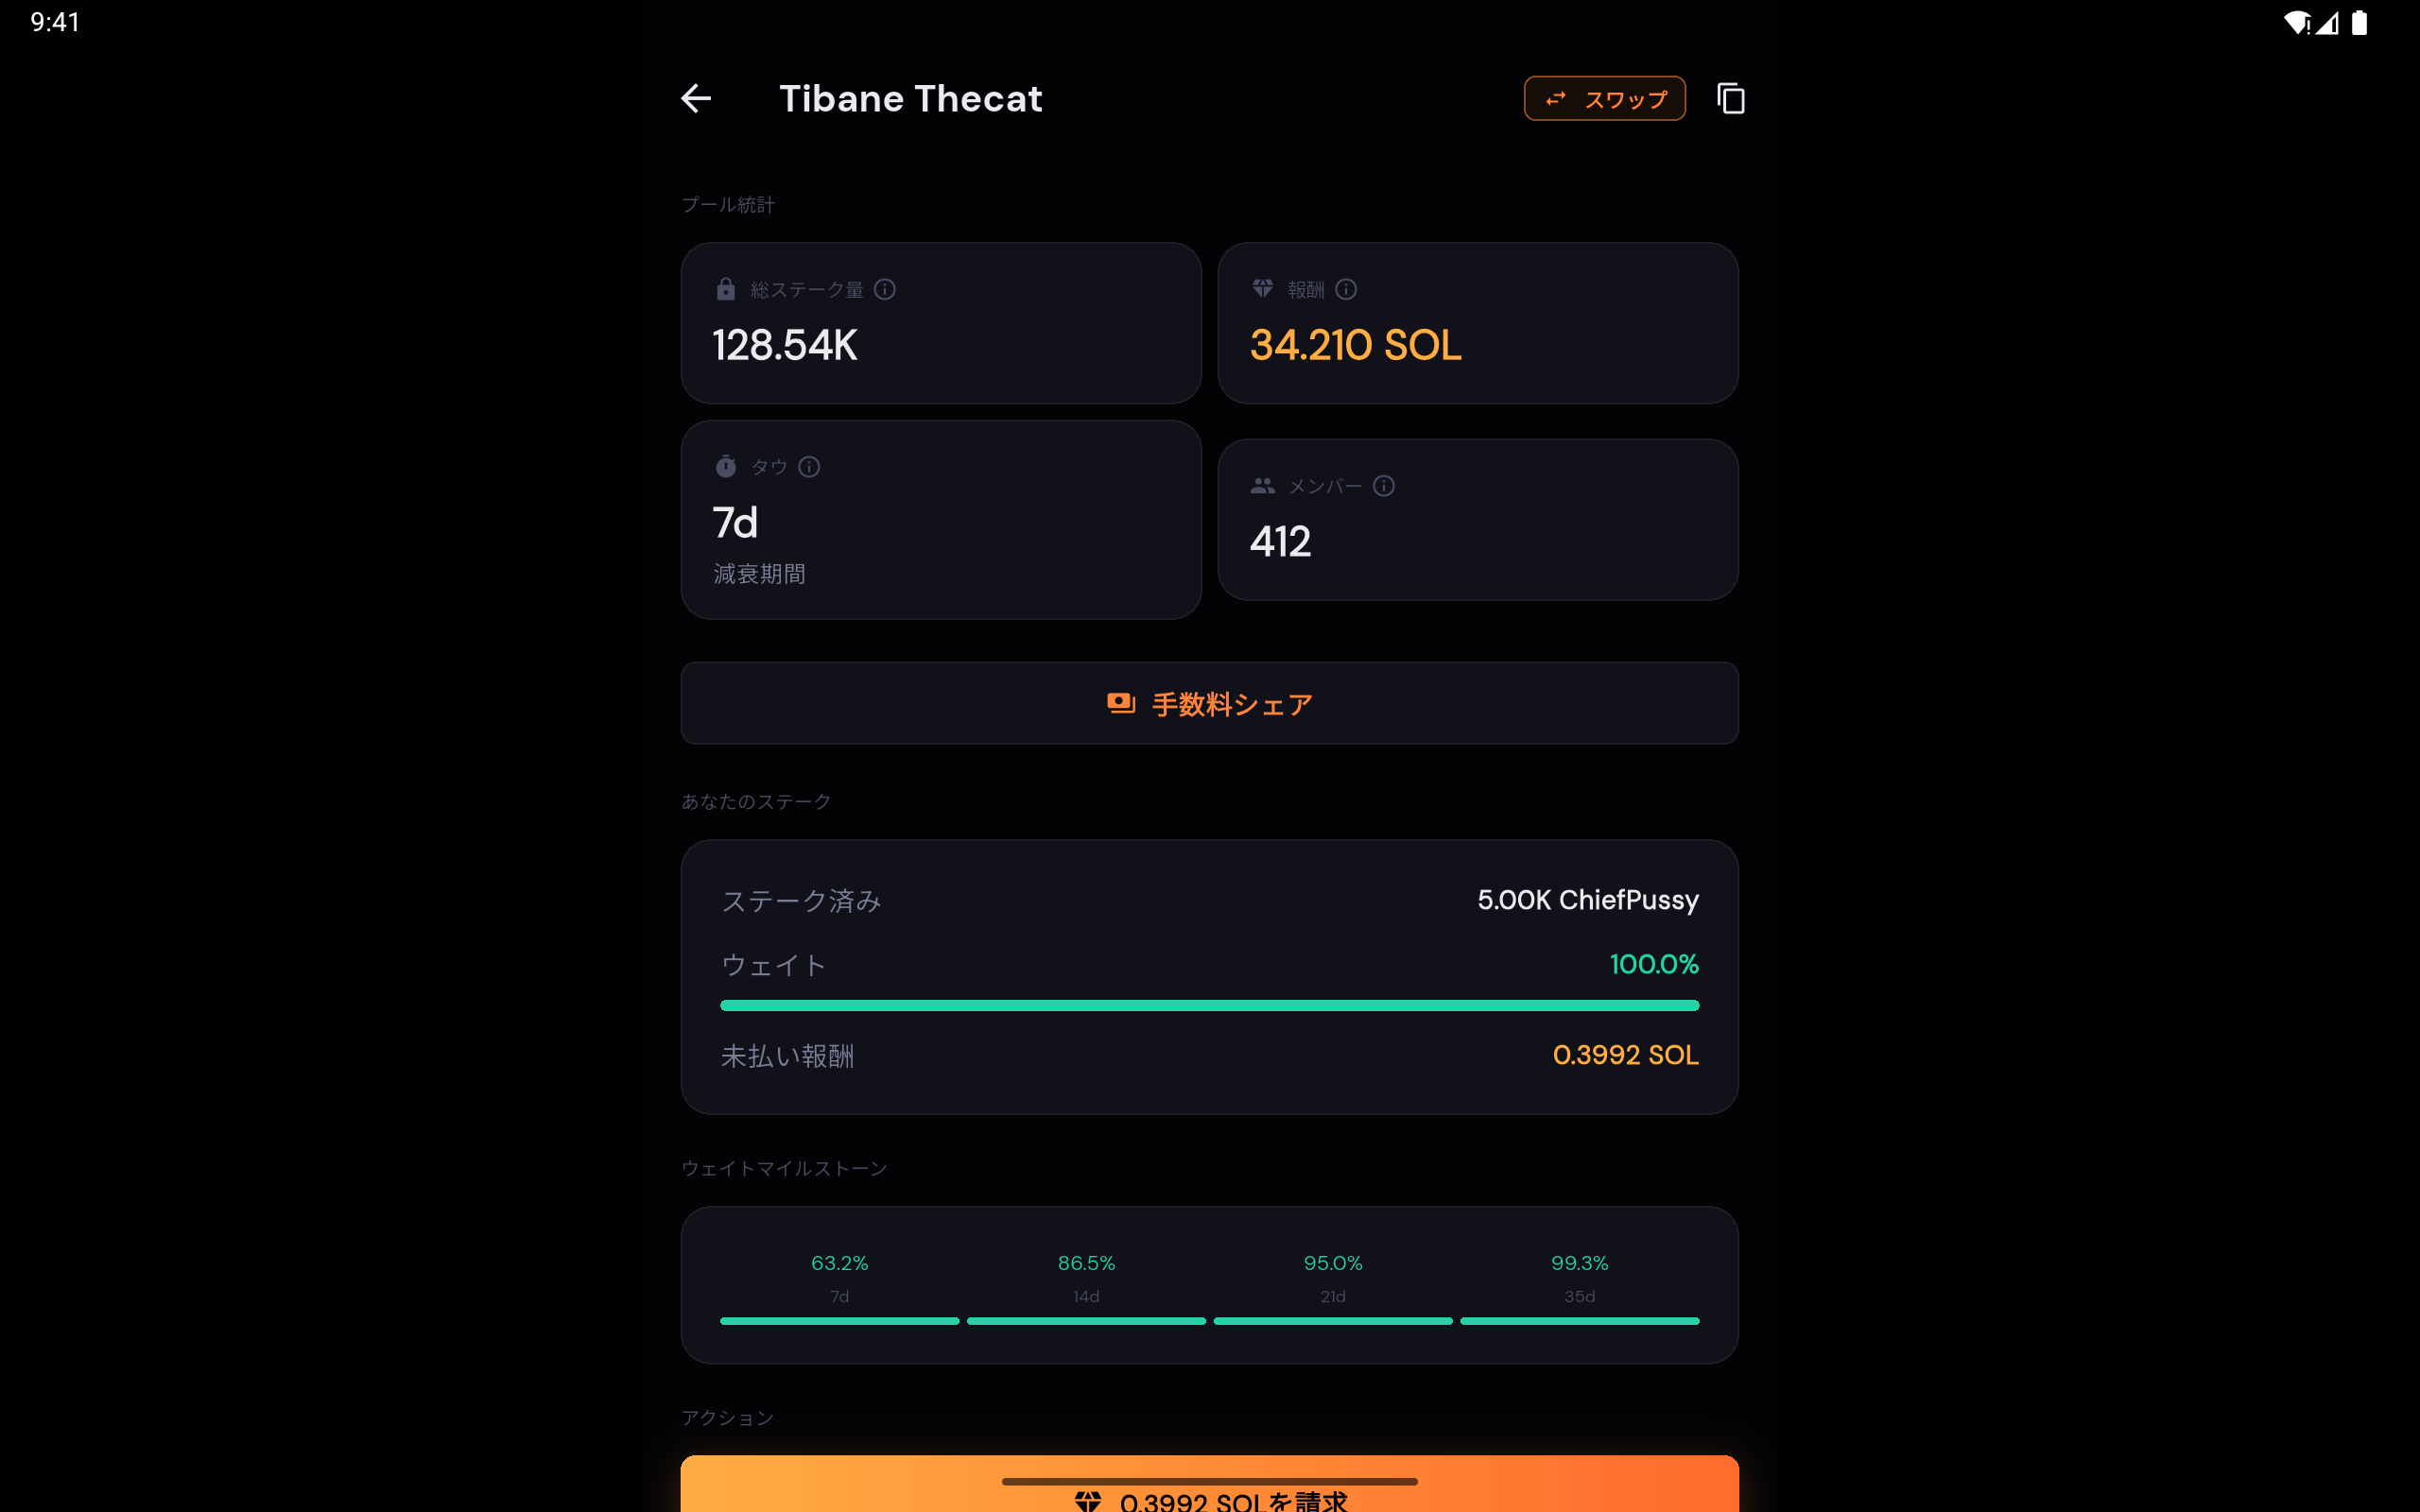 9:41
Tibane Thecat
スワップ
プール統計
総ステーク量
128.54K
報酬
34.210 SOL
タウ
7d
減衰期間
メンバー
412
手数料シェア
あなたのステーク
ステーク済み
5.00K ChiefPussy
ウェイト
100.0%
未払い報酬
0.3992 SOL
ウェイトマイルストーン
63.2%
7d
86.5%
14d
95.0%
21d
99.3%
35d
アクション
0.3992 SOLを請求